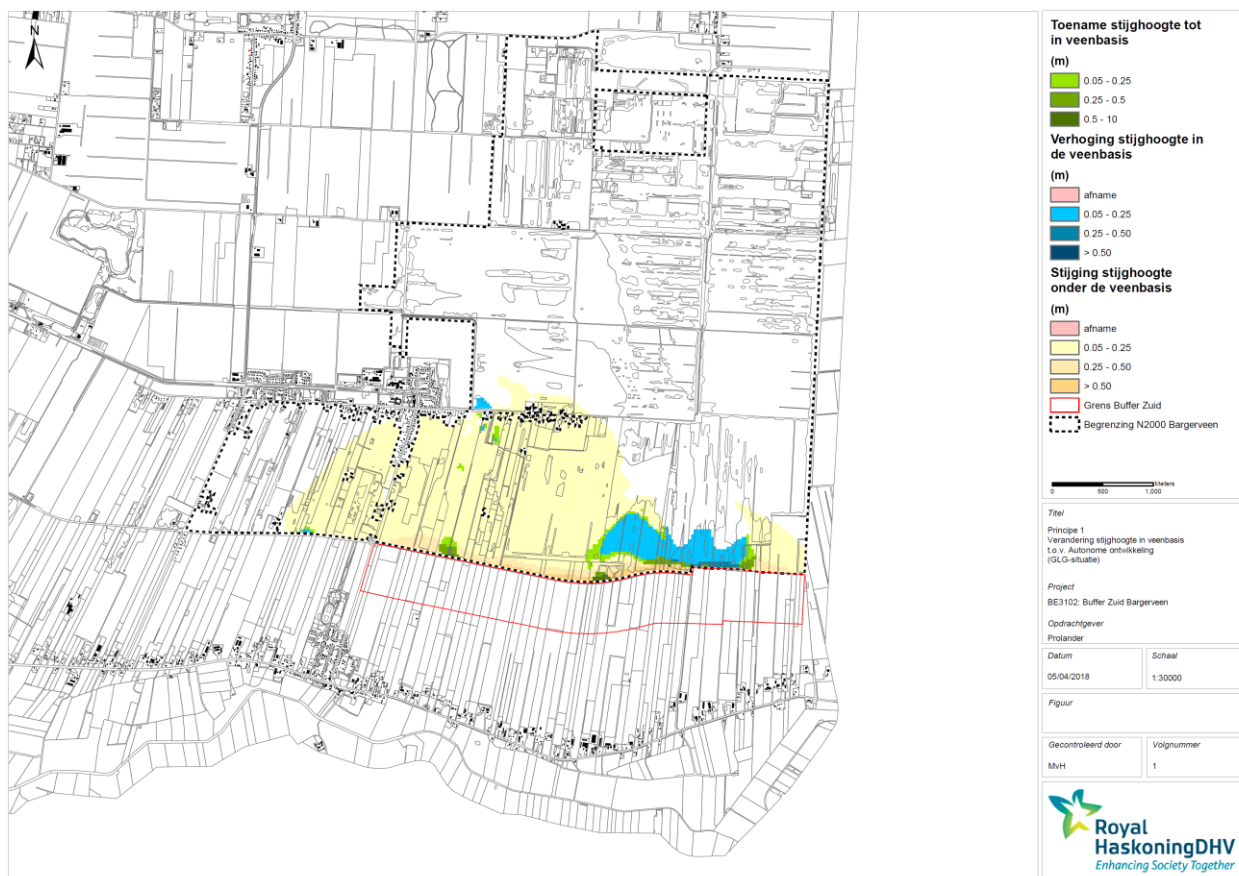 N
Toename stijghoogte tot
in veenbasis
(m)
0.05 - 0.25
0.25 - 0.5
0.5 - 10
Verhoging stijghoogte in
de veenbasis
(m)
afname
0.05 - 0.25
0.25 - 0.50
> 0.50
Stijging stijghoogte
onder de veenbasis
(m)
afname
0.05 - 0.25
0.25 - 0.50
> 0.50
Grens Buffer Zuid
Begrenzing N2000 Bargerveen
Meters
0 500 1.000
Titel
Principe 1
Verandering stijghoogte in veenbasis
t.o.v. Autonome ontwikkeling
(GLG-situatie)
Project
BE3102: Buffer Zuid Bargerveen
Opdrachtgever
Prolander
Datum Schaal
05/04/2018 1:30000
Figuur
Gecontroleerd door Volgnummer
MvH 1
Royal
HaskoningDHV
Enhancing Society Together